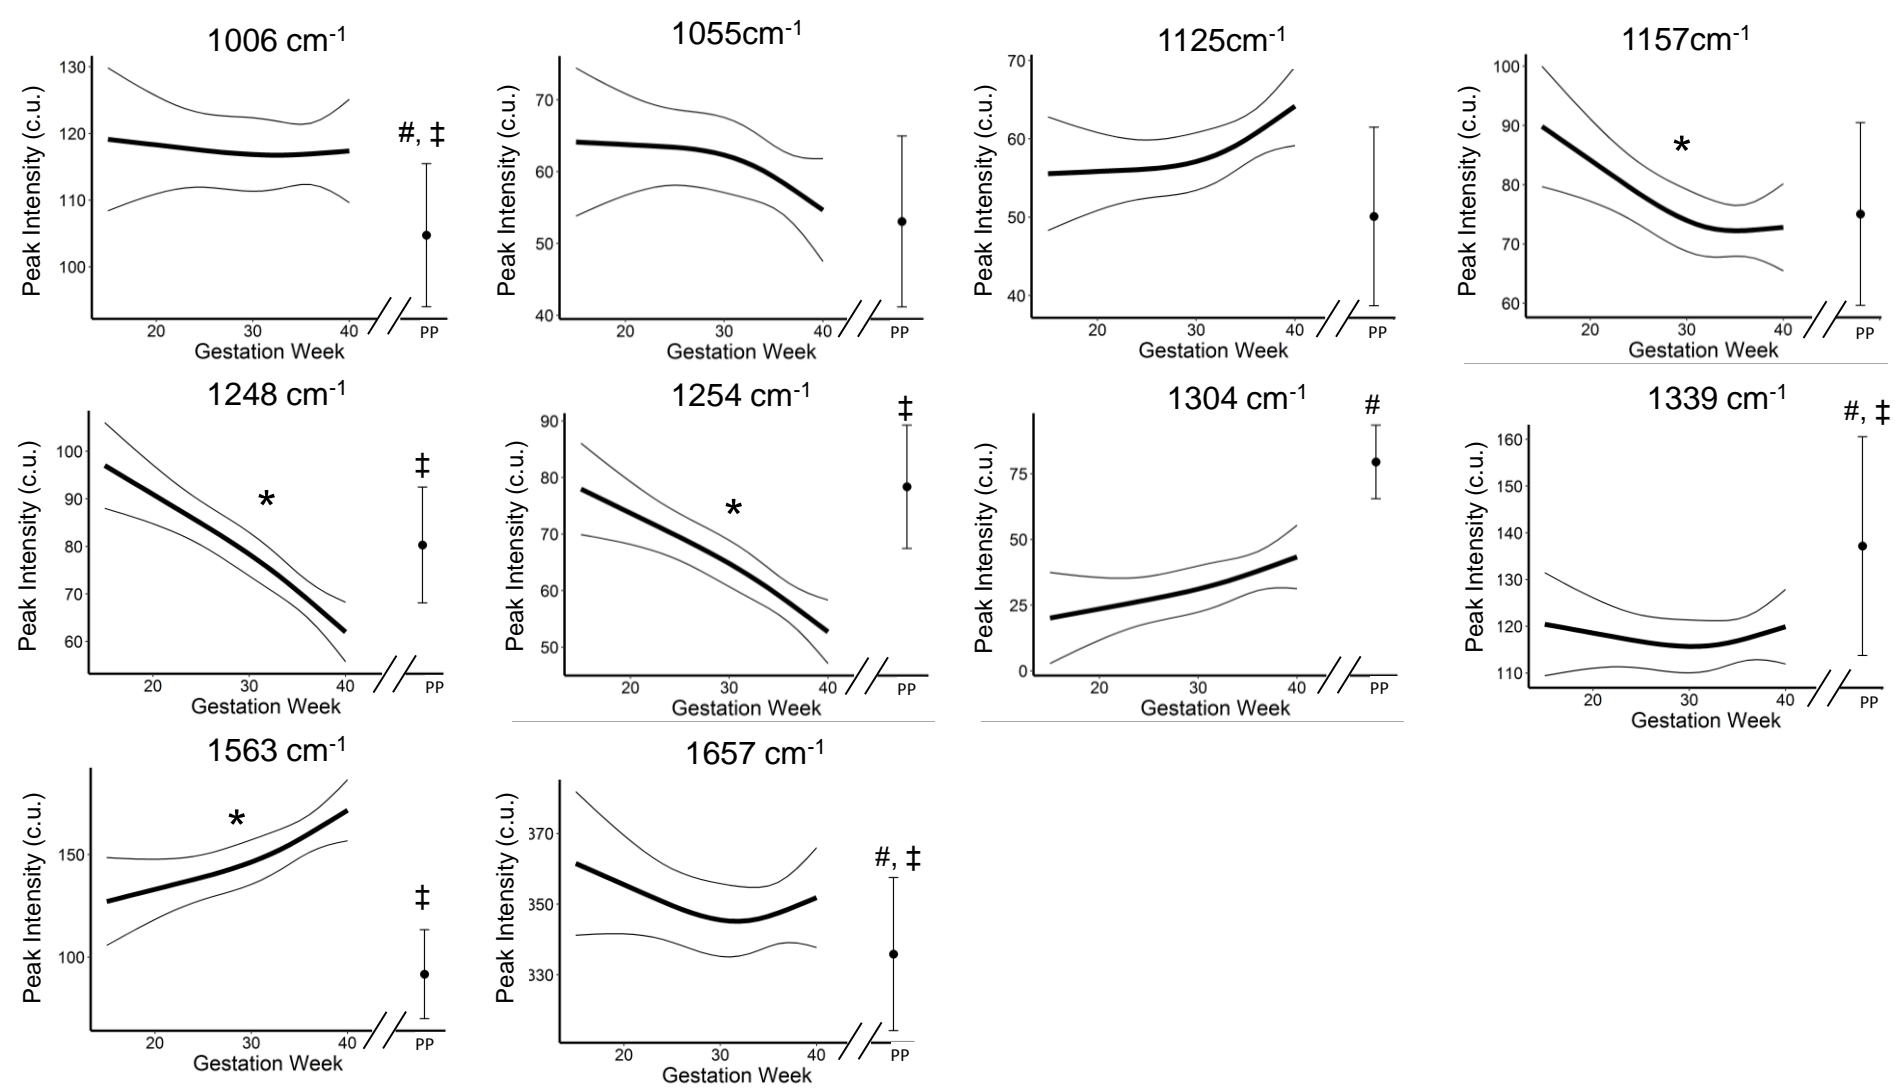 1006 cm-1
Peak Intensity (c.u.)
130
120
110
100
#, ‡
20 30 40 PP
Gestation Week
1055cm-1
Peak Intensity (c.u.)
70
60
50
40
20 30 40 PP
Gestation Week
1125cm-1
Peak Intensity (c.u.)
70
60
50
40
20 30 40 PP
Gestation Week
1157cm-1
Peak Intensity (c.u.)
100
90
80
70
60
*
20 30 40 PP
Gestation Week
1248 cm-1
Peak Intensity (c.u.)
100
90
80
70
60
*
‡
20 30 40 PP
Gestation Week
1254 cm-1
Peak Intensity (c.u.)
90
80
70
60
50
*
‡
20 30 40 PP
Gestation Week
1304 cm-1
Peak Intensity (c.u.)
75
50
25
0
#
20 30 40 PP
Gestation Week
1339 cm-1
Peak Intensity (c.u.)
160
150
140
130
120
110
#, ‡
20 30 40 PP
Gestation Week
1563 cm-1
Peak Intensity (c.u.)
150
100
*
‡
20 30 40 PP
Gestation Week
1657 cm-1
Peak Intensity (c.u.)
370
350
330
#, ‡
20 30 40 PP
Gestation Week